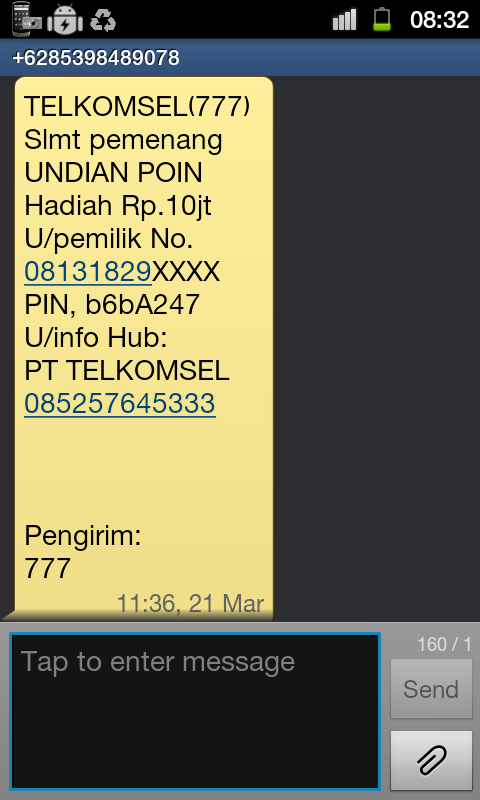 08:32
+6285398489078
TELKOMSEL(777)
Slmt pemenang
UNDIAN POIN
Hadiah Rp.10jt
U/pemilik No.
08131829XXXX
PIN, b6bA247
U/info Hub:
PT TELKOMSEL
085257645333
Pengirim:
777
11:36, 21 Mar
Tap to enter message
160 / 1
Send